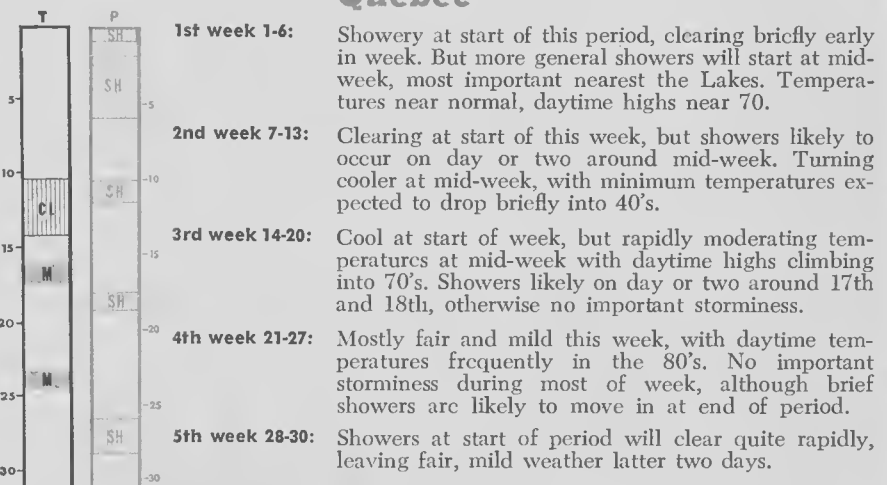 Quebec
T P
SH
1st week 1-6: Showery at start of this period, clearing briefly early
in week. But more general showers will start at mid-
SH
week, most important nearest the Lakes. Tempera-
5- -5
tures near normal, daytime highs near 70.
2nd week 7-13: Clearing at start of this week, but showers likely to
occur on day or two around mid-week. Turning
10- -10
SH
cooler at mid-week, with minimum temperatures ex-
CL
pected to drop briefly into 40's.
3rd week 14-20: Cool at start of week, but rapidly moderating tem-
15- -15
peratures at mid-week with daytime highs climbing
M
into 70's. Showers likely on day or two around 17th
SH
and 18th, otherwise no important storminess.
20- -20
4th week 21-27: Mostly fair and mild this week, with daytime tem-
peratures frequently in the 80's. No important
M
storminess during most of week, although brief
25- -25
showers are likely to move in at end of period.
SH
5th week 28-30: Showers at start of period will clear quite rapidly,
leaving fair, mild weather latter two days.
30- -30